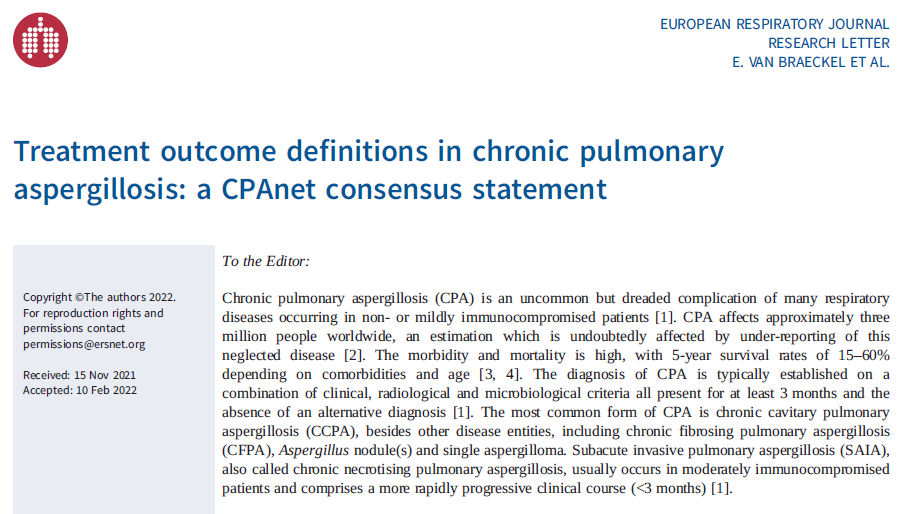 EUROPEAN RESPIRATORY JOURNAL
RESEARCH LETTER
E. VAN BRAECKEL ET AL.
Treatment outcome definitions in chronic pulmonary
aspergillosis: a CPAnet consensus statement
Copyright ©The authors 2022.
For reproduction rights and
permissions contact
permissions@ersnet.org
Received: 15 Nov 2021
Accepted: 10 Feb 2022
To the Editor:
Chronic pulmonary aspergillosis (CPA) is an uncommon but dreaded complication of many respiratory
diseases occurring in non- or mildly immunocompromised patients [1]. CPA affects approximately three
million people worldwide, an estimation which is undoubtedly affected by under-reporting of this
neglected disease [2]. The morbidity and mortality is high, with 5-year survival rates of 15–60%
depending on comorbidities and age [3, 4]. The diagnosis of CPA is typically established on a
combination of clinical, radiological and microbiological criteria all present for at least 3 months and the
absence of an alternative diagnosis [1]. The most common form of CPA is chronic cavitary pulmonary
aspergillosis (CCPA), besides other disease entities, including chronic fibrosing pulmonary aspergillosis
(CFPA), Aspergillus nodule(s) and single aspergilloma. Subacute invasive pulmonary aspergillosis (SAIA),
also called chronic necrotising pulmonary aspergillosis, usually occurs in moderately immunocompromised
patients and comprises a more rapidly progressive clinical course (<3 months) [1].